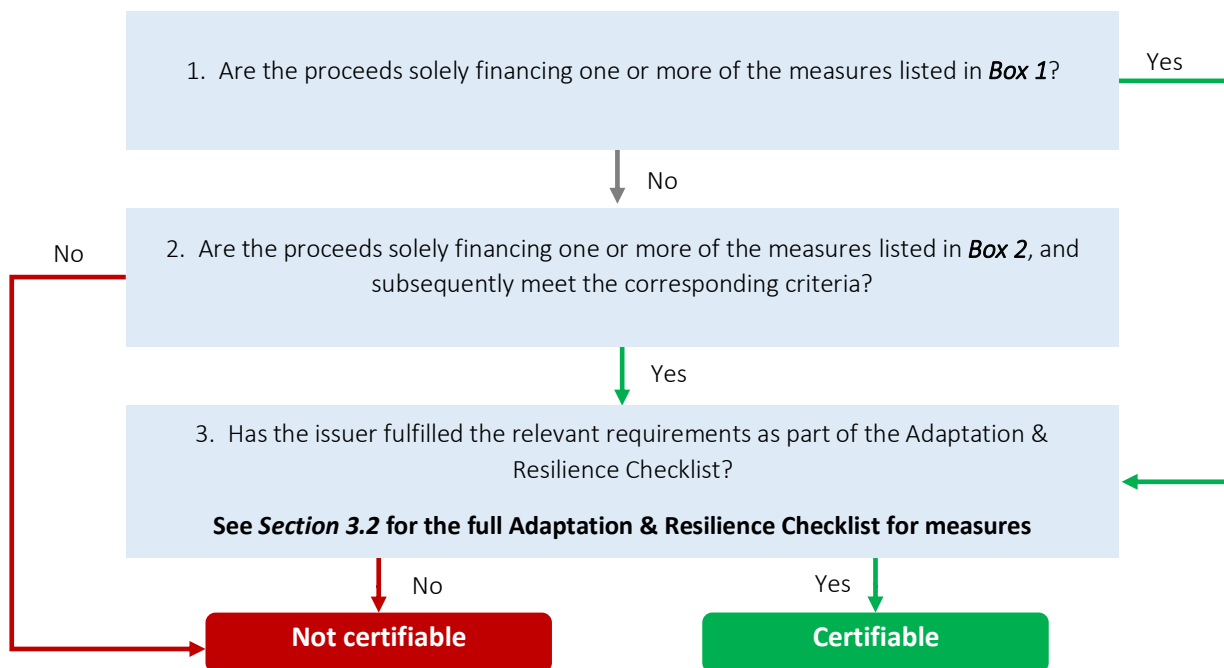 1. Are the proceeds solely financing one or more of the measures listed in Box 1?
Yes
No
No
2. Are the proceeds solely financing one or more of the measures listed in Box 2, and
subsequently meet the corresponding criteria?
Yes
3. Has the issuer fulfilled the relevant requirements as part of the Adaptation &
Resilience Checklist?
See Section 3.2 for the full Adaptation & Resilience Checklist for measures
No
Yes
Not certifiable
Certifiable